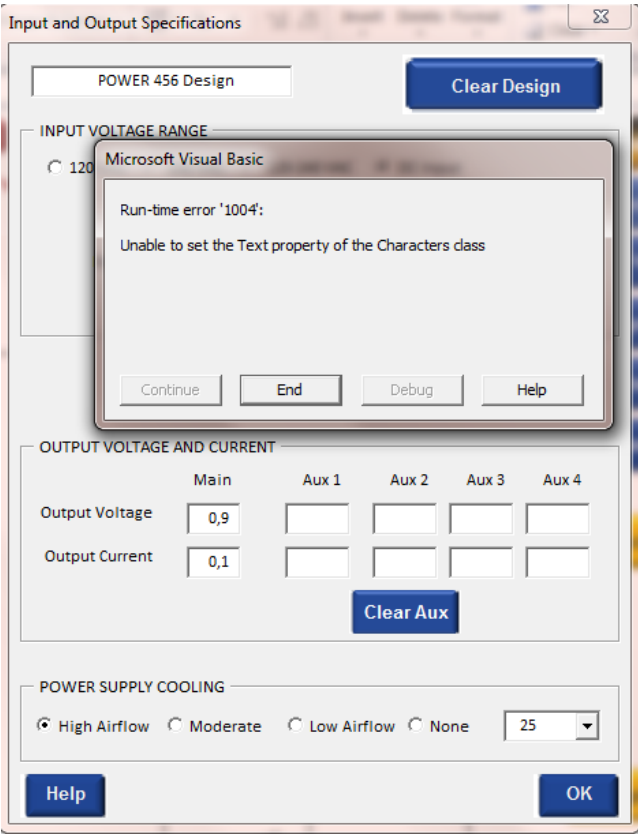 Input and Output Specifications
POWER 456 Design
Clear Design
INPUT VOLTAGE RANGE
120
Microsoft Visual Basic
Run-time error '1004':
Unable to set the Text property of the Characters class
Continue End Debug Help
OUTPUT VOLTAGE AND CURRENT
Main Aux 1 Aux 2 Aux 3 Aux 4
Output Voltage 0,9
Output Current 0,1
Clear Aux
POWER SUPPLY COOLING
High Airflow Moderate Low Airflow None 25
Help OK